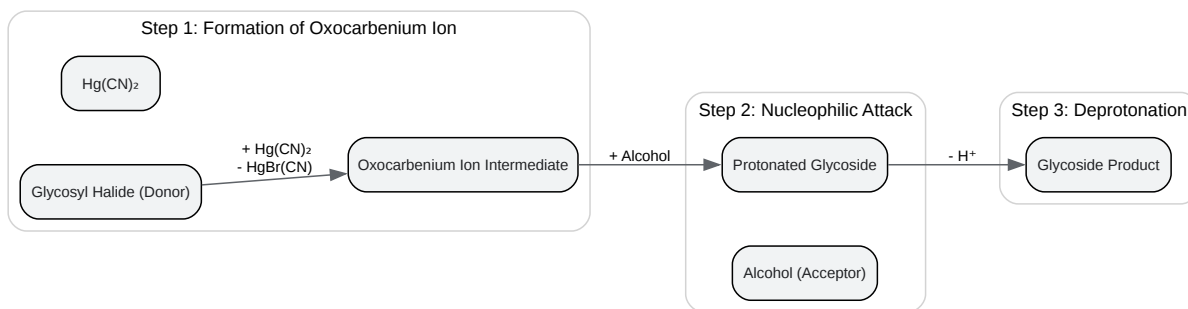 Step 1: Formation of Oxocarbenium Ion
Hg(CN)₂
Glycosyl Halide (Donor)
+ Hg(CN)₂
- HgBr(CN)
Oxocarbenium Ion Intermediate
+ Alcohol
Step 2: Nucleophilic Attack
Protonated Glycoside
Alcohol (Acceptor)
- H⁺
Step 3: Deprotonation
Glycoside Product